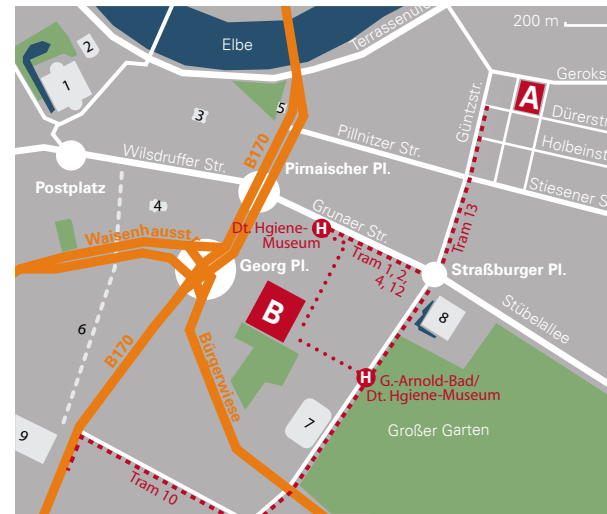 Elbe
Terrassenufer
200 m
Geroks
A
Güntzstr.
Dürerstr
Holbeinst
Stiesener S
1
2
3
5
B170
Pillnitzer Str.
Wilsdruffer Str.
Pirnaischer Pl.
Postplatz
4
Grunaer Str.
Tram 13
Waisenhausst
Dt. Hgiene-
Museum
H
Georg Pl.
Tram 1, 2,
4, 12
Straßburger Pl.
Stübelallee
B
8
6
B170
Bürgerwiese
H
G.-Arnold-Bad/
Dt. Hgiene-Museum
7
Großer Garten
9
Tram 10